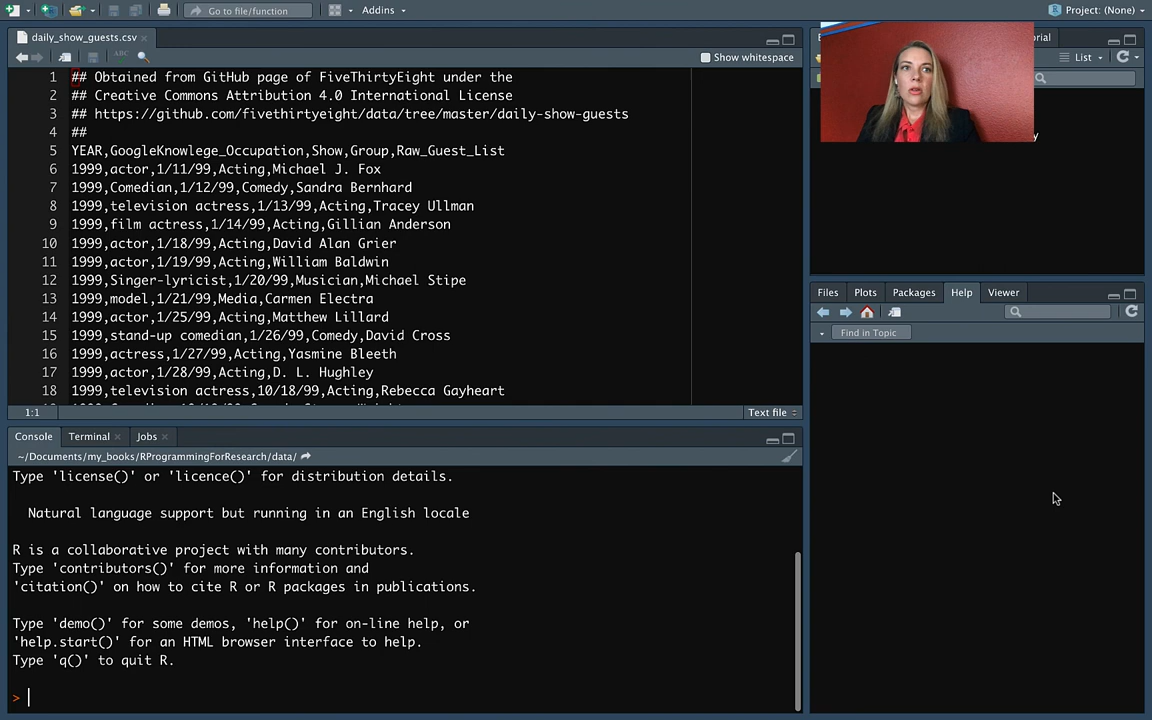 Go to file/function
Addins
Project: (None)
daily_show_guests.csv
ABC
Show whitespace
1 ## Obtained from GitHub page of FiveThirtyEight under the
2 ## Creative Commons Attribution 4.0 International License
3 ## https://github.com/fivethirtyeight/data/tree/master/daily-show-guests
4 ##
5 YEAR,GoogleKnowlege_Occupation,Show,Group,Raw_Guest_List
6 1999,actor,1/11/99,Acting,Michael J. Fox
7 1999,Comedian,1/12/99,Comedy,Sandra Bernhard
8 1999,television actress,1/13/99,Acting,Tracey Ullman
9 1999,film actress,1/14/99,Acting,Gillian Anderson
10 1999,actor,1/18/99,Acting,David Alan Grier
11 1999,actor,1/19/99,Acting,William Baldwin
12 1999,Singer-lyricist,1/20/99,Musician,Michael Stipe
13 1999,model,1/21/99,Media,Carmen Electra
14 1999,actor,1/25/99,Acting,Matthew Lillard
15 1999,stand-up comedian,1/26/99,Comedy,David Cross
16 1999,actress,1/27/99,Acting,Yasmine Bleeth
17 1999,actor,1/28/99,Acting,D. L. Hughley
18 1999,television actress,10/18/99,Acting,Rebecca Gayheart
1:1
Text file
List
Files Plots Packages Help Viewer
Find in Topic
Console Terminal Jobs
~/Documents/my_books/RProgrammingForResearch/data/
Type 'license()' or 'licence()' for distribution details.
Natural language support but running in an English locale
R is a collaborative project with many contributors.
Type 'contributors()' for more information and
'citation()' on how to cite R or R packages in publications.
Type 'demo()' for some demos, 'help()' for on-line help, or
'help.start()' for an HTML browser interface to help.
Type 'q()' to quit R.
>